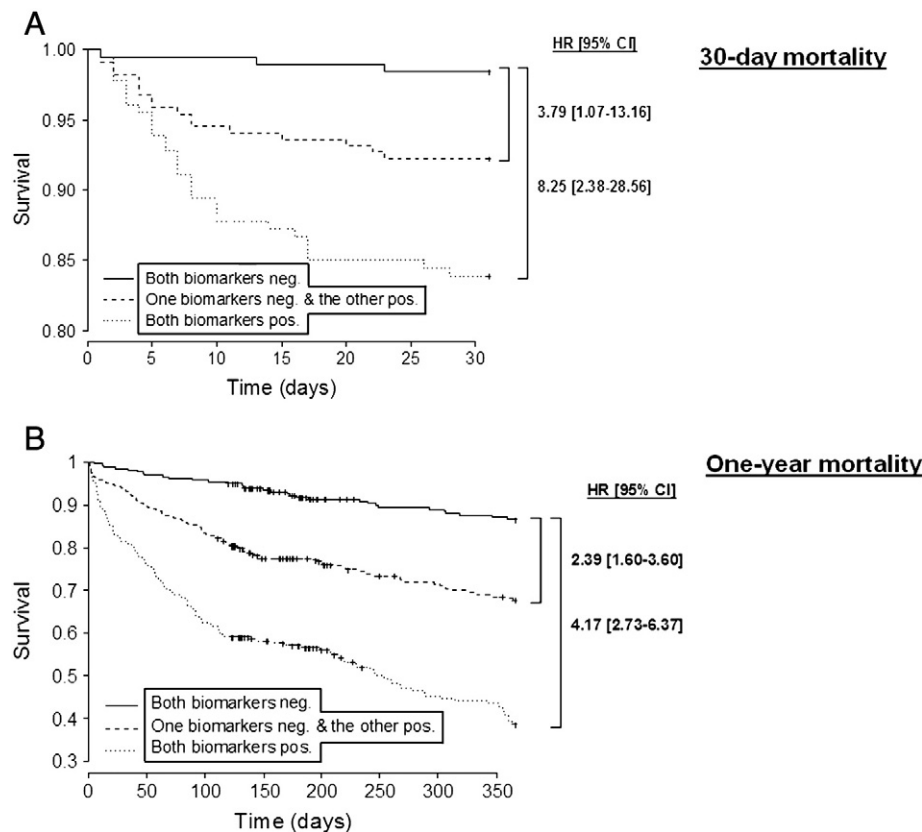 A
HR [95% CI]
30-day mortality
1.00
0.95
0.90
0.85
0.80
Survival
3.79 [1.07-13.16]
8.25 [2.38-28.56]
Both biomarkers neg.
One biomarkers neg. & the other pos.
Both biomarkers pos.
0 5 10 15 20 25 30
Time (days)
B
One-year mortality
HR [95% CI]
1
0.9
0.8
0.7
0.6
0.5
0.4
0.3
Survival
2.39 [1.60-3.60]
4.17 [2.73-6.37]
Both biomarkers neg.
One biomarkers neg. & the other pos.
Both biomarkers pos.
0 50 100 150 200 250 300 350
Time (days)